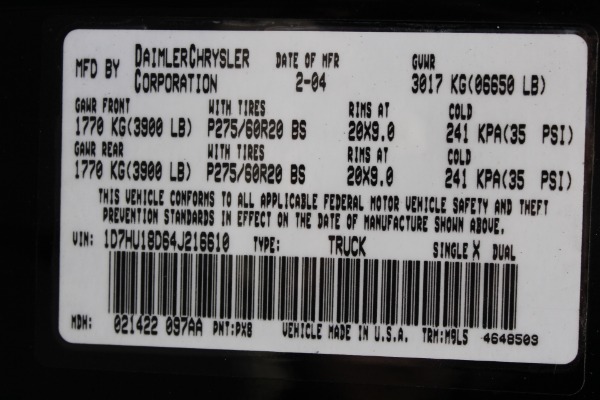 MFD BY DAIMLERCHRYSLER CORPORATION DATE OF MFR 2-04 GVWR 3017 KG(06650 LB)
GAWR FRONT WITH TIRES RIMS AT COLD
1770 KG(3900 LB) P275/60R20 BS 20X9.0 241 KPA(35 PSI)
GAWR REAR WITH TIRES RIMS AT COLD
1770 KG(3900 LB) P275/60R20 BS 20X9.0 241 KPA(35 PSI)
THIS VEHICLE CONFORMS TO ALL APPLICABLE FEDERAL MOTOR VEHICLE SAFETY AND THEFT
PREVENTION STANDARDS IN EFFECT ON THE DATE OF MANUFACTURE SHOWN ABOVE.
VIN: 1D7HU18D64J216610 TYPE: TRUCK SINGLE X DUAL
MDH: 021422 097AA PNT:PX8 VEHICLE MADE IN U.S.A. TRM:M9L5 4648503